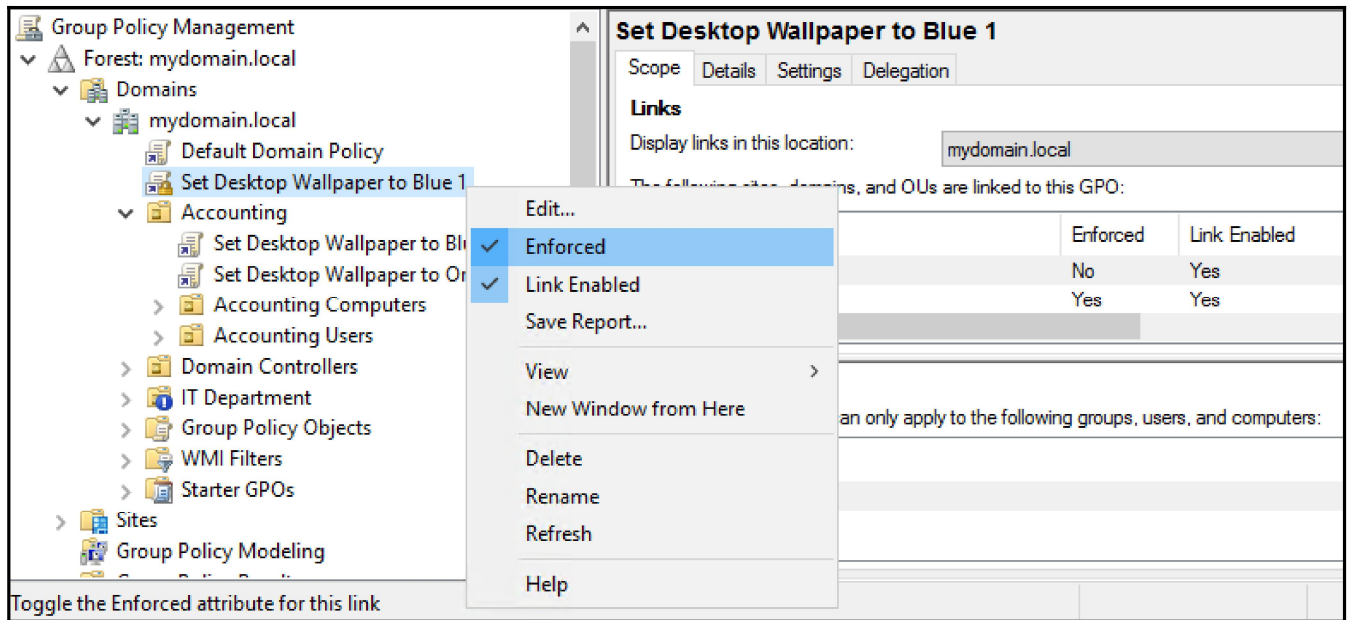 Group Policy Management
Forest: mydomain.local
Domains
mydomain.local
Default Domain Policy
Set Desktop Wallpaper to Blue 1
Accounting
Set Desktop Wallpaper to
Set Desktop Wallpaper to
Accounting Computers
Accounting Users
Domain Controllers
IT Department
Group Policy Objects
WMI Filters
Starter GPOs
Sites
Group Policy Modeling
Toggle the Enforced attribute for this link
Edit...
Enforced
Link Enabled
Save Report...
View
New Window from Here
Delete
Rename
Refresh
Help
Set Desktop Wallpaper to Blue 1
Scope Details Settings Delegation
Links
Display links in this location: mydomain.local
The following sites, domains, and OUs are linked to this GPO:
Enforced Link Enabled
No Yes
Yes Yes
can only apply to the following groups, users, and computers: